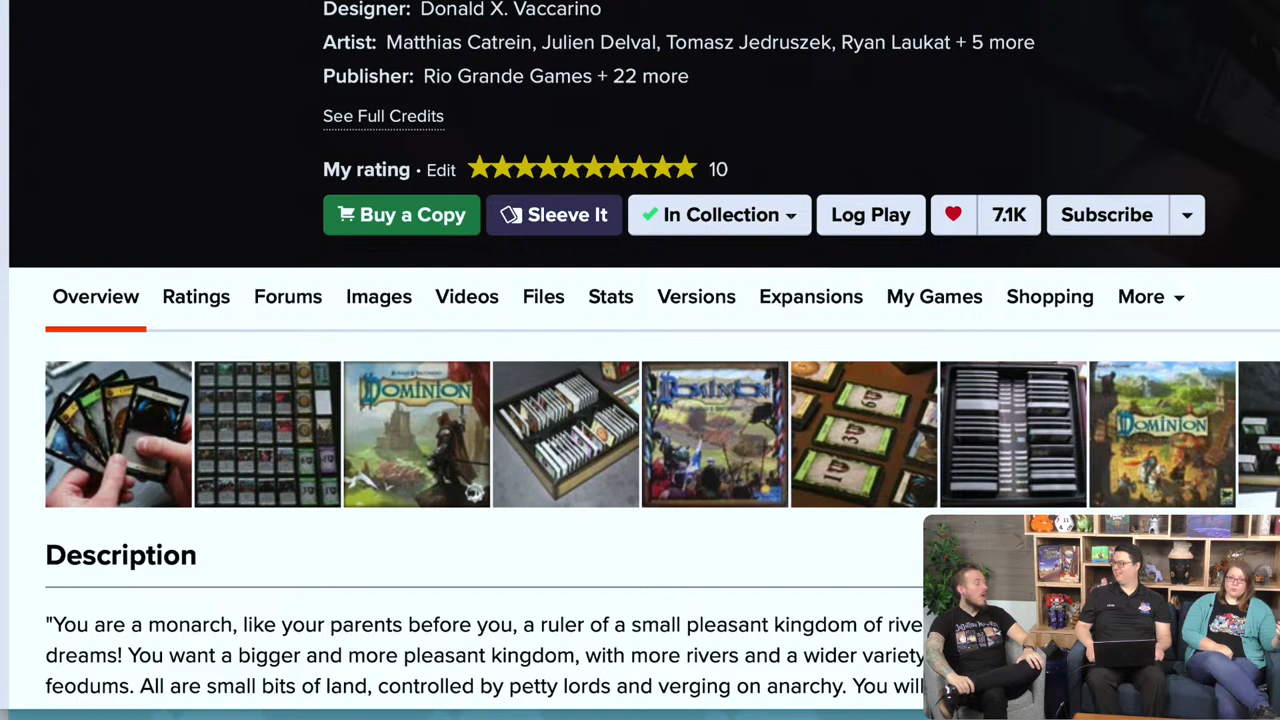 Designer: Donald X. Vaccarino
Artist: Matthias Catrein, Julien Delval, Tomasz Jedruszek, Ryan Laukat + 5 more
Publisher: Rio Grande Games + 22 more
See Full Credits
My rating • Edit 10
Buy a Copy Sleeve It In Collection Log Play 7.1K Subscribe
Overview Ratings Forums Images Videos Files Stats Versions Expansions My Games Shopping More
DOMINION DOMINION DOMINION
Description
"You are a monarch, like your parents before you, a ruler of a small pleasant kingdom of
dreams! You want a bigger and more pleasant kingdom, with more rivers and a wider variety
feodums. All are small bits of land, controlled by petty lords and verging on anarchy. You will